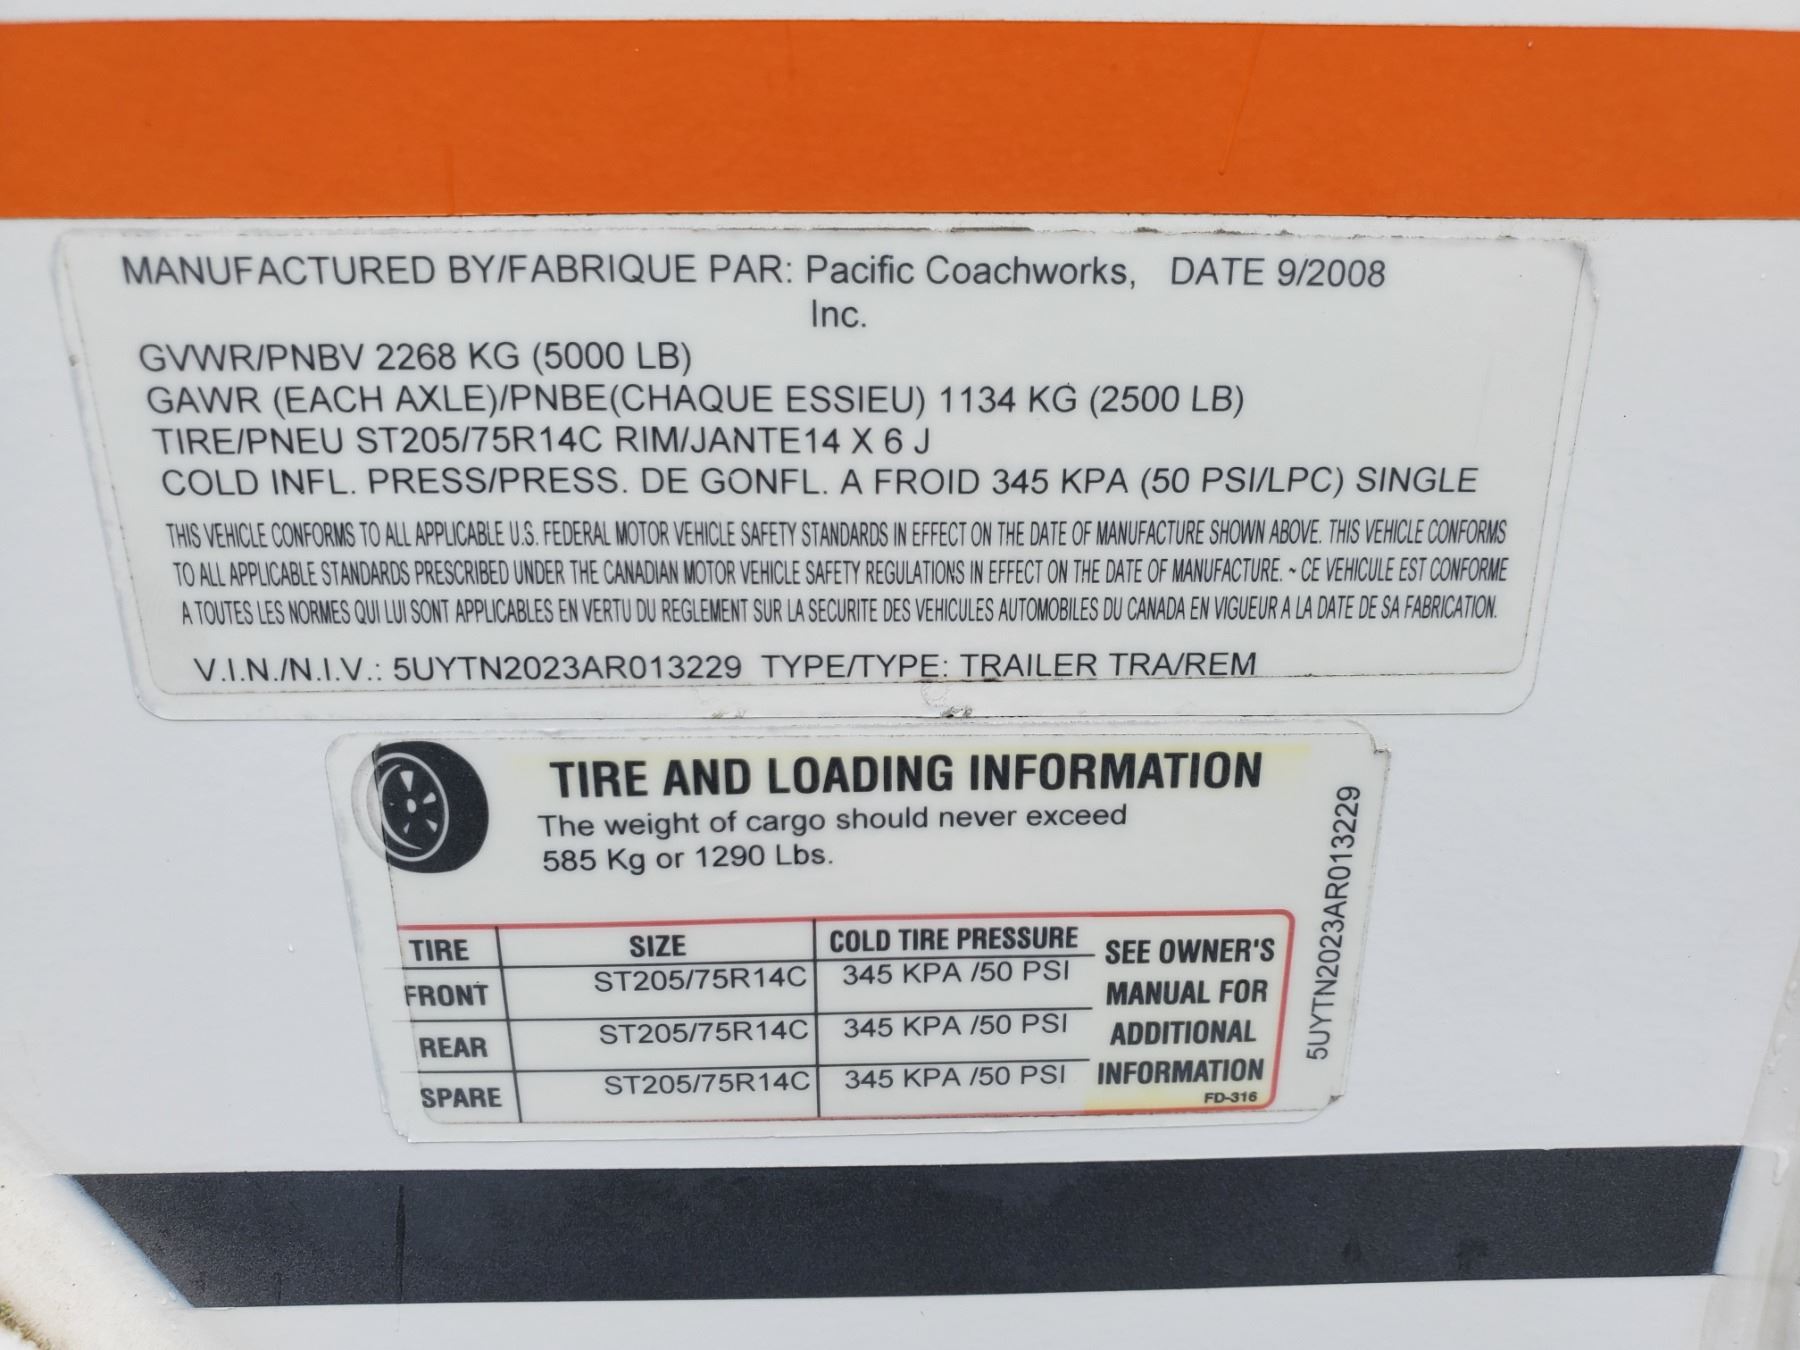 MANUFACTURED BY/FABRIQUE PAR: Pacific Coachworks, DATE 9/2008
Inc.
GVWR/PNBV 2268 KG (5000 LB)
GAWR (EACH AXLE)/PNBE(CHAQUE ESSIEU) 1134 KG (2500 LB)
TIRE/PNEU ST205/75R14C RIM/JANTE14 X 6 J
COLD INFL. PRESS/PRESS. DE GONFL. A FROID 345 KPA (50 PSI/LPC) SINGLE
THIS VEHICLE CONFORMS TO ALL APPLICABLE U.S. FEDERAL MOTOR VEHICLE SAFETY STANDARDS IN EFFECT ON THE DATE OF MANUFACTURE SHOWN ABOVE. THIS VEHICLE CONFORMS
TO ALL APPLICABLE STANDARDS PRESCRIBED UNDER THE CANADIAN MOTOR VEHICLE SAFETY REGULATIONS IN EFFECT ON THE DATE OF MANUFACTURE. ~ CE VEHICULE EST CONFORME
A TOUTES LES NORMES QUI LUI SONT APPLICABLES EN VERTU DU REGLEMENT SUR LA SECURITE DES VEHICULES AUTOMOBILES DU CANADA EN VIGUEUR A LA DATE DE SA FABRICATION.
V.I.N./N.I.V.: 5UYTN2023AR013229 TYPE/TYPE: TRAILER TRA/REM
TIRE AND LOADING INFORMATION
The weight of cargo should never exceed
585 Kg or 1290 Lbs.
TIRE SIZE COLD TIRE PRESSURE
FRONT ST205/75R14C 345 KPA /50 PSI
REAR ST205/75R14C 345 KPA /50 PSI
SPARE ST205/75R14C 345 KPA /50 PSI
SEE OWNER'S
MANUAL FOR
ADDITIONAL
INFORMATION
FD-316
5UYTN2023AR013229